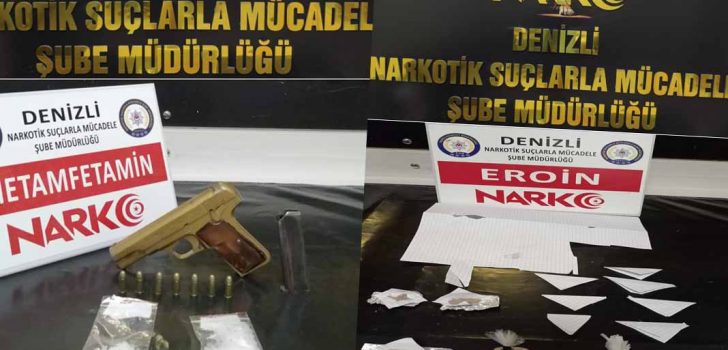 KOTİK SUÇLARLA MÜCADEL
ŞUBE MÜDÜRLÜĞÜ
DENİZLİ
NARKOTİK SUÇLARLA MÜCADELE
ŞUBE MÜDÜRLÜĞÜ
METAMFETAMİN
NARKO
DENİZLİ
NARKOTİK SUÇLARLA MÜCADELE
ŞUBE MÜDÜRLÜĞÜ
DENİZLİ
NARKOTİK SUÇLARLA MÜCADELE
ŞUBE MÜDÜRLÜĞÜ
EROİN
NARKO